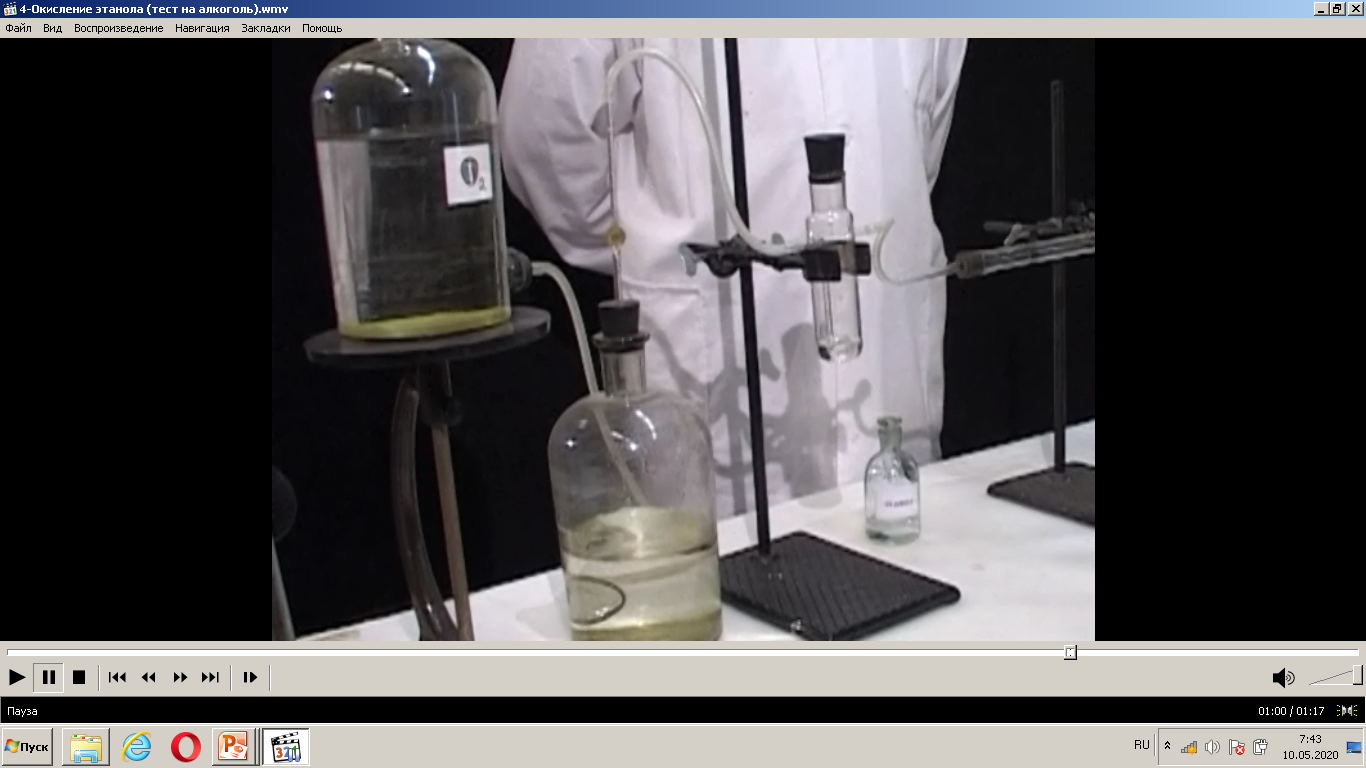 4-Окисление этанола (тест на алкоголь).wmv
Файл Вид Воспроизведение Навигация Закладки Помощь
Пауза
01:00 / 01:17
Пуск
RU
7:43
10.05.2020